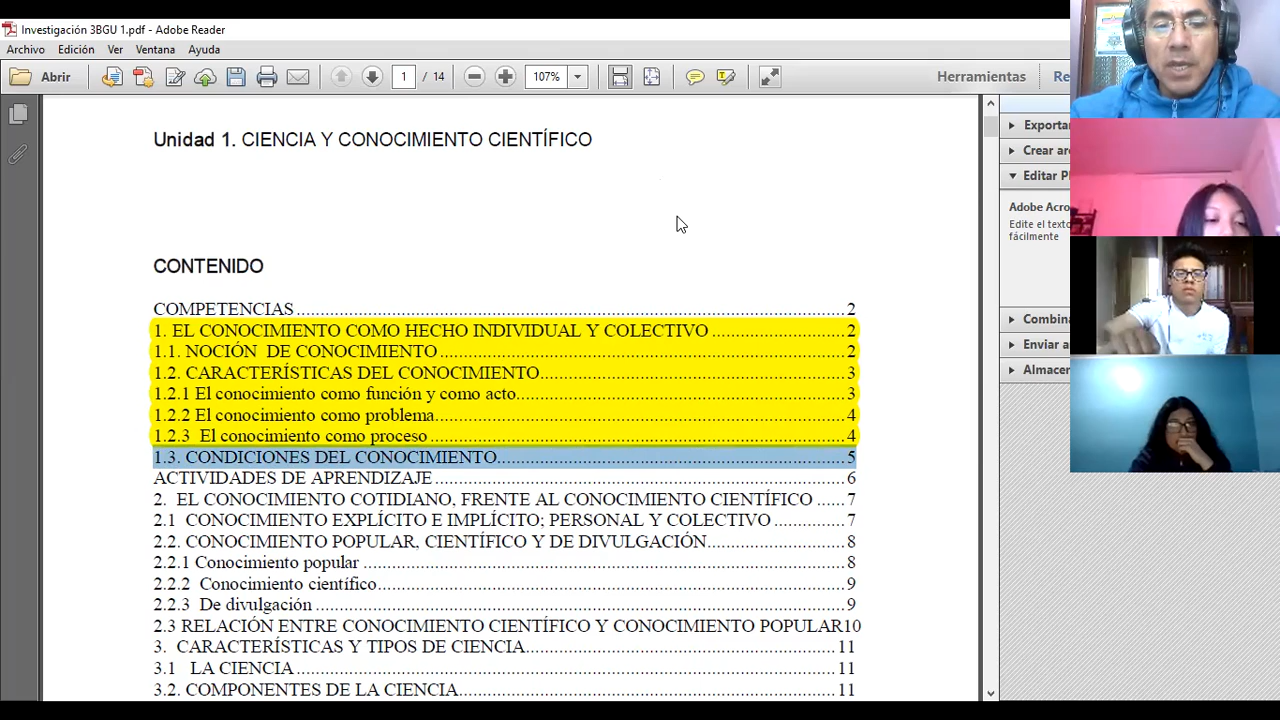 Investigación 3BGU 1.pdf - Adobe Reader
Archivo Edición Ver Ventana Ayuda
Abrir 1 / 14 107% Herramientas
Unidad 1. CIENCIA Y CONOCIMIENTO CIENTÍFICO
CONTENIDO
COMPETENCIAS 2
1. EL CONOCIMIENTO COMO HECHO INDIVIDUAL Y COLECTIVO 2
1.1. NOCIÓN DE CONOCIMIENTO 2
1.2. CARACTERÍSTICAS DEL CONOCIMIENTO 3
1.2.1 El conocimiento como función y como acto 3
1.2.2 El conocimiento como problema 4
1.2.3 El conocimiento como proceso 4
1.3. CONDICIONES DEL CONOCIMIENTO 5
ACTIVIDADES DE APRENDIZAJE 6
2. EL CONOCIMIENTO COTIDIANO, FRENTE AL CONOCIMIENTO CIENTÍFICO 7
2.1 CONOCIMIENTO EXPLÍCITO E IMPLÍCITO; PERSONAL Y COLECTIVO 7
2.2. CONOCIMIENTO POPULAR, CIENTÍFICO Y DE DIVULGACIÓN 8
2.2.1 Conocimiento popular 8
2.2.2 Conocimiento científico 9
2.2.3 De divulgación 9
2.3 RELACIÓN ENTRE CONOCIMIENTO CIENTÍFICO Y CONOCIMIENTO POPULAR10
3. CARACTERÍSTICAS Y TIPOS DE CIENCIA 11
3.1 LA CIENCIA 11
3.2. COMPONENTES DE LA CIENCIA 11
Exportar
Crear
Editar
Adobe
Edite el texto
fácilmente
Enviar a